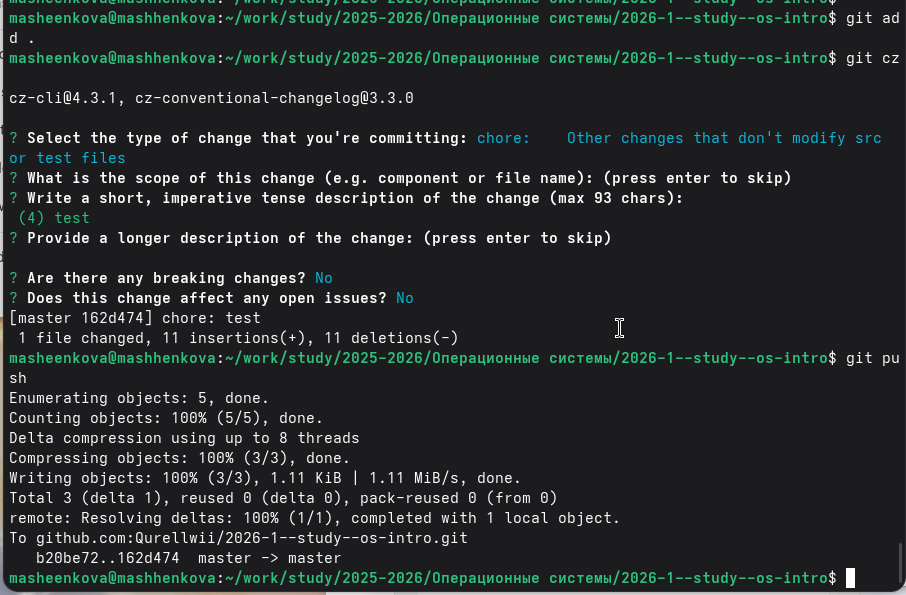 masheenkova@mashhenkova:~/work/study/2025-2026/Операционные системы/2026-1--study--os-intro$ git ad
d .
masheenkova@mashhenkova:~/work/study/2025-2026/Операционные системы/2026-1--study--os-intro$ git cz
cz-cli@4.3.1, cz-conventional-changelog@3.3.0
? Select the type of change that you're committing: chore:    Other changes that don't modify src
or test files
? What is the scope of this change (e.g. component or file name): (press enter to skip)
? Write a short, imperative tense description of the change (max 93 chars):
 (4) test
? Provide a longer description of the change: (press enter to skip)
? Are there any breaking changes? No
? Does this change affect any open issues? No
[master 162d474] chore: test
 1 file changed, 11 insertions(+), 11 deletions(-)
masheenkova@mashhenkova:~/work/study/2025-2026/Операционные системы/2026-1--study--os-intro$ git pu
sh
Enumerating objects: 5, done.
Counting objects: 100% (5/5), done.
Delta compression using up to 8 threads
Compressing objects: 100% (3/3), done.
Writing objects: 100% (3/3), 1.11 KiB | 1.11 MiB/s, done.
Total 3 (delta 1), reused 0 (delta 0), pack-reused 0 (from 0)
remote: Resolving deltas: 100% (1/1), completed with 1 local object.
To github.com:Qurellwii/2026-1--study--os-intro.git
   b20be72..162d474  master -> master
masheenkova@mashhenkova:~/work/study/2025-2026/Операционные системы/2026-1--study--os-intro$